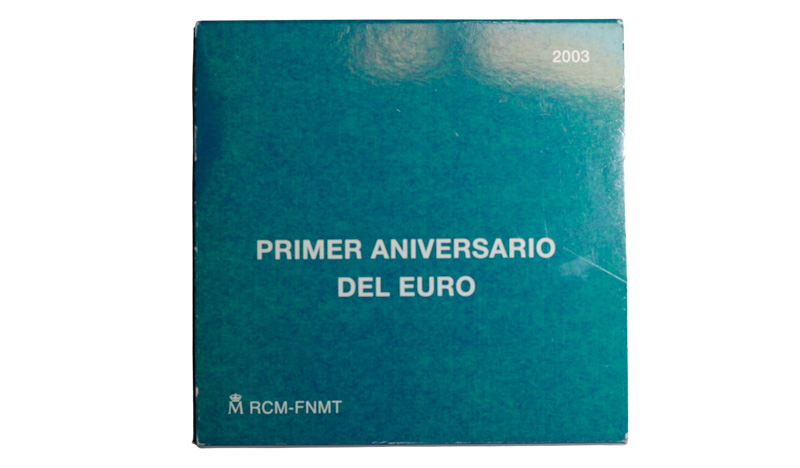 2003
PRIMER ANIVERSARIO
DEL EURO
M RCM-FNMT